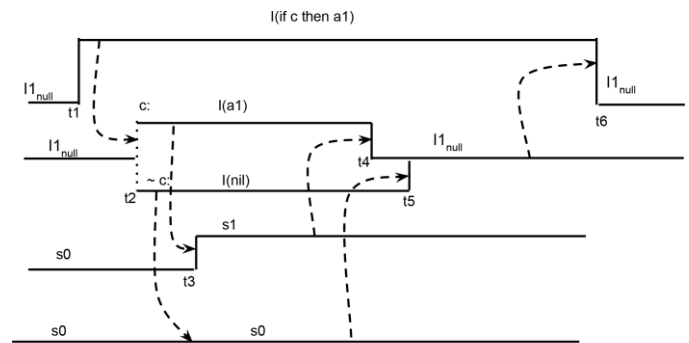 I(if c then a1)
I1null
t1
I1null
t6
c:
I(a1)
I1null
I1null
t4
~ c:
I(nil)
t2
t5
s1
s0
t3
s0
s0